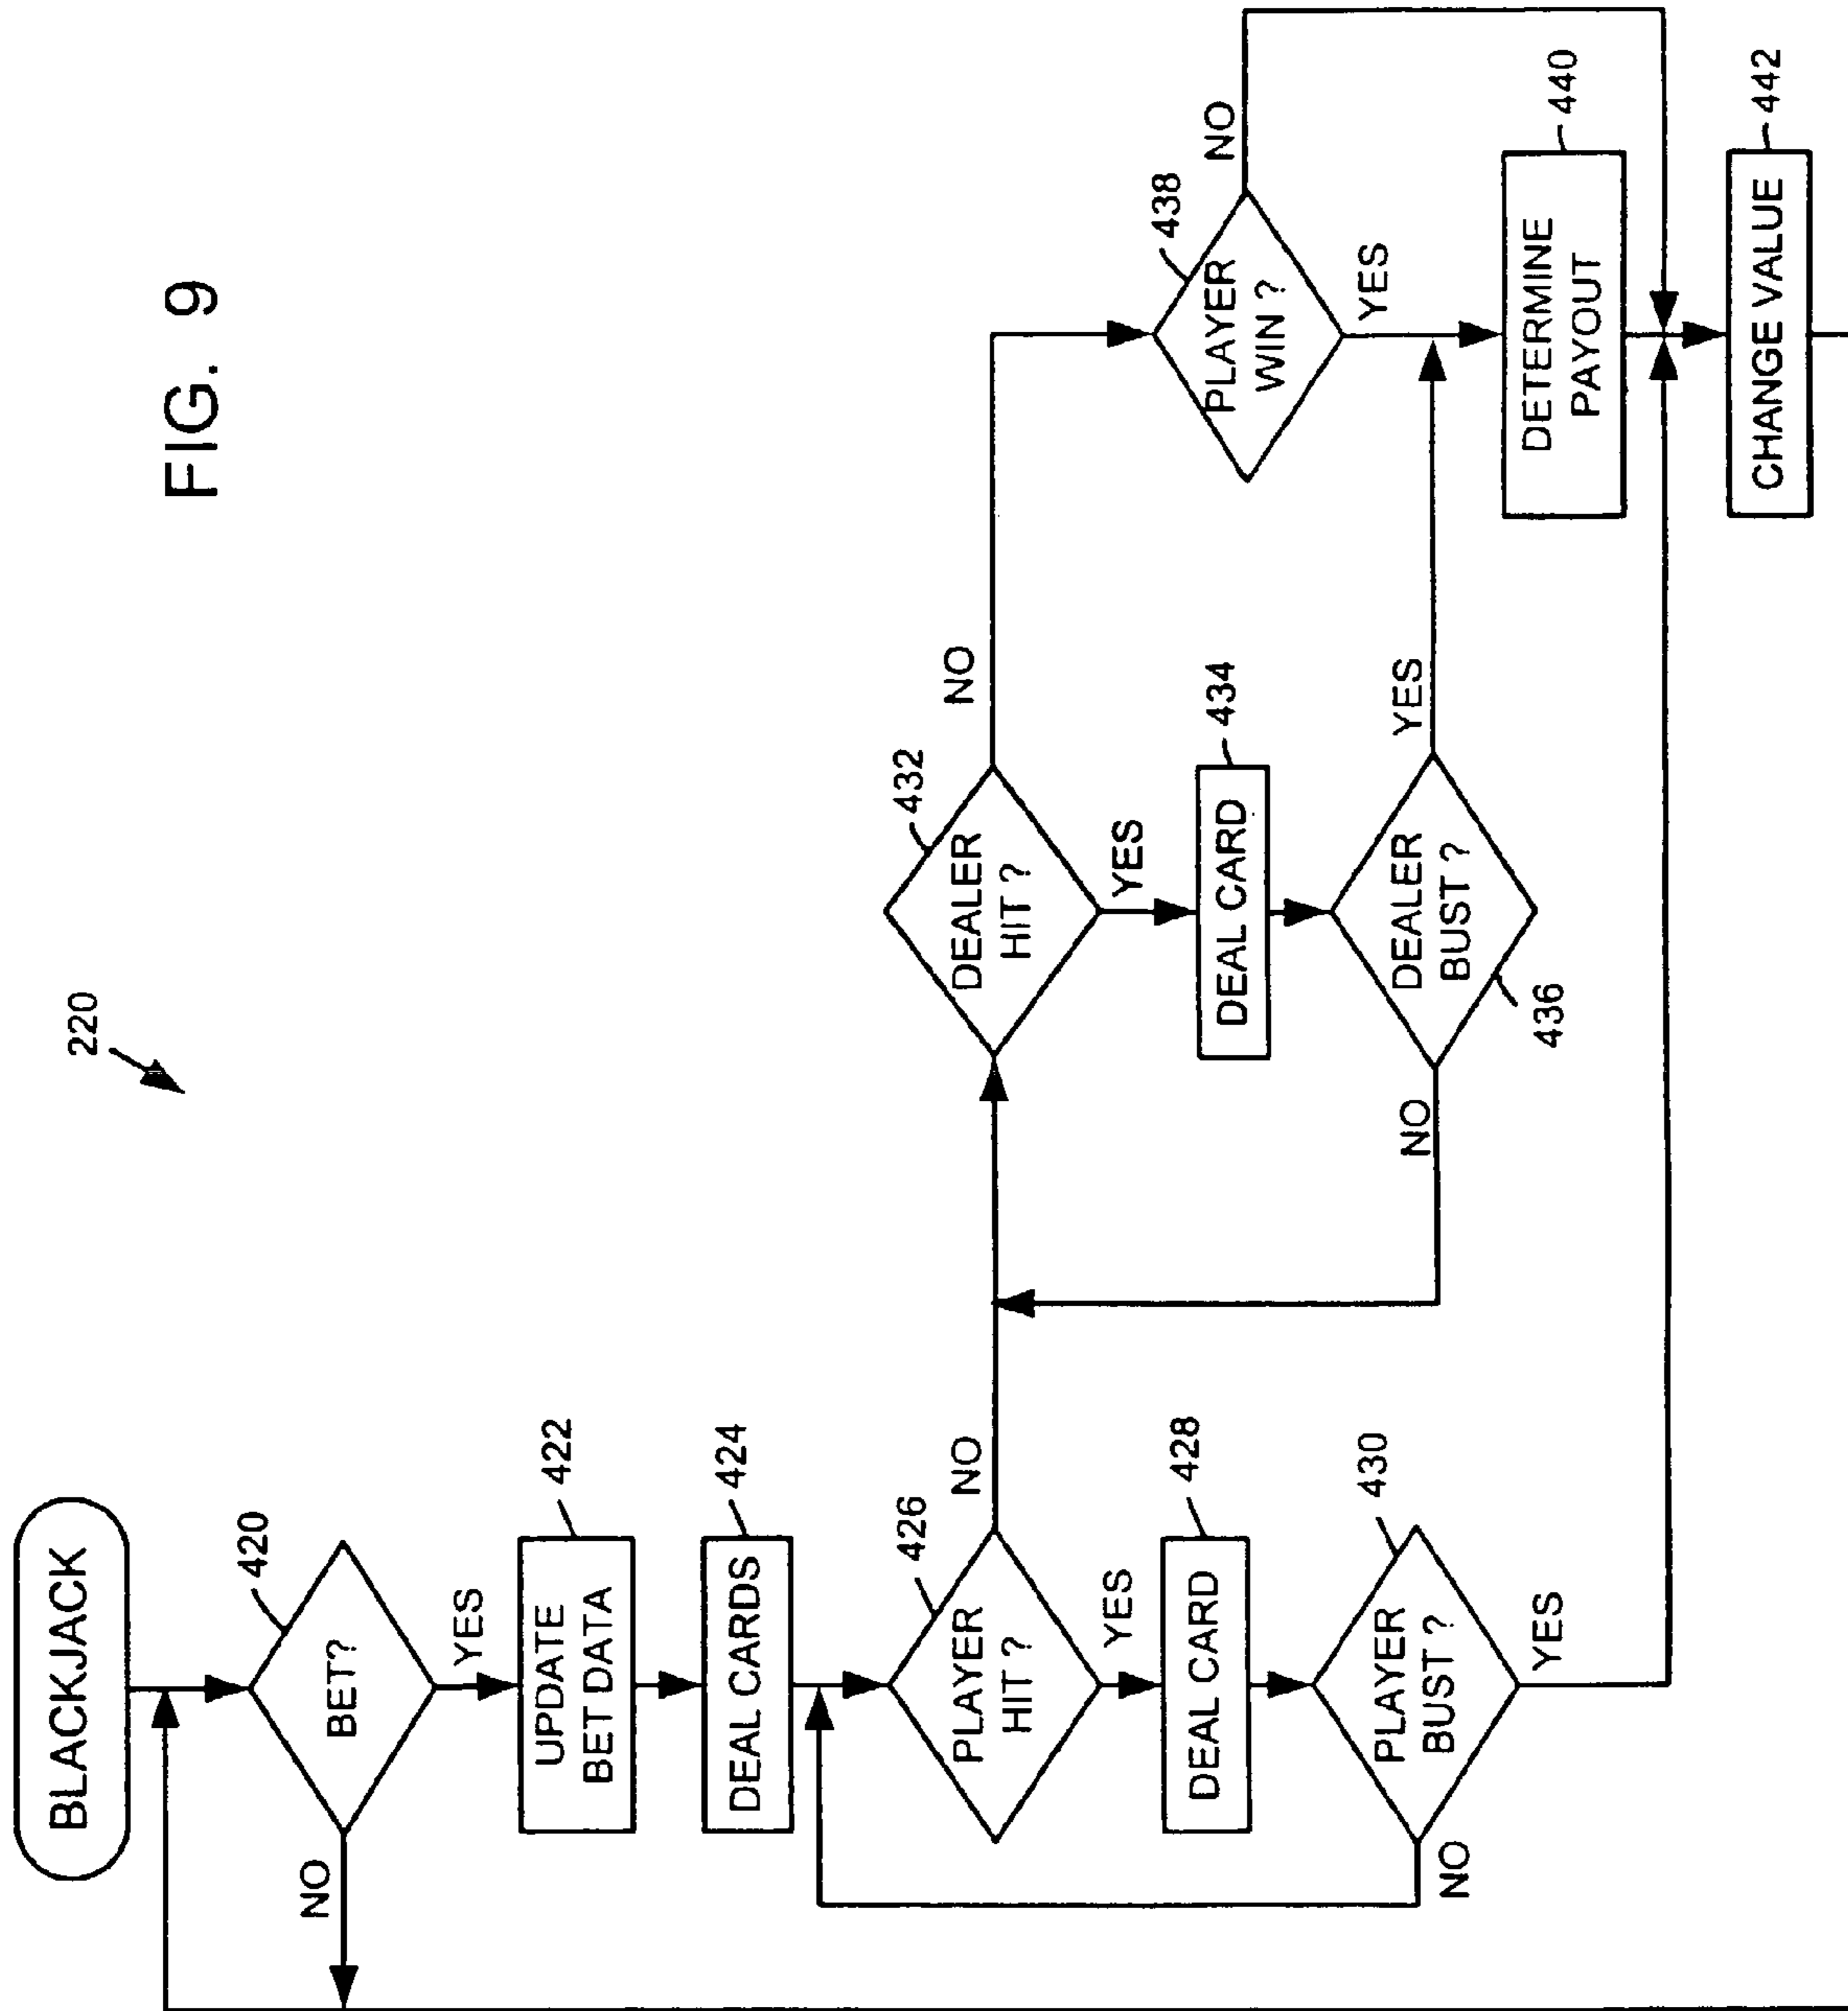 FIG. 9
220
BLACKJACK
420
BET?
NO
YES
422
UPDATE
BET DATA
424
DEAL CARDS
426
PLAYER
HIT ?
NO
YES
428
DEAL CARD
430
PLAYER
BUST ?
NO
YES
432
DEALER
HIT ?
NO
YES
434
DEAL CARD
DEALER
BUST ?
436
NO
YES
438
PLAYER
WIN ?
NO
YES
440
DETERMINE
PAYOUT
442
CHANGE VALUE